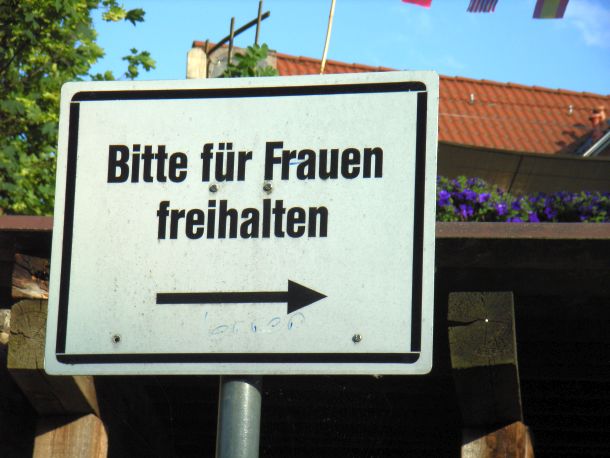 Bitte für Frauen
freihalten